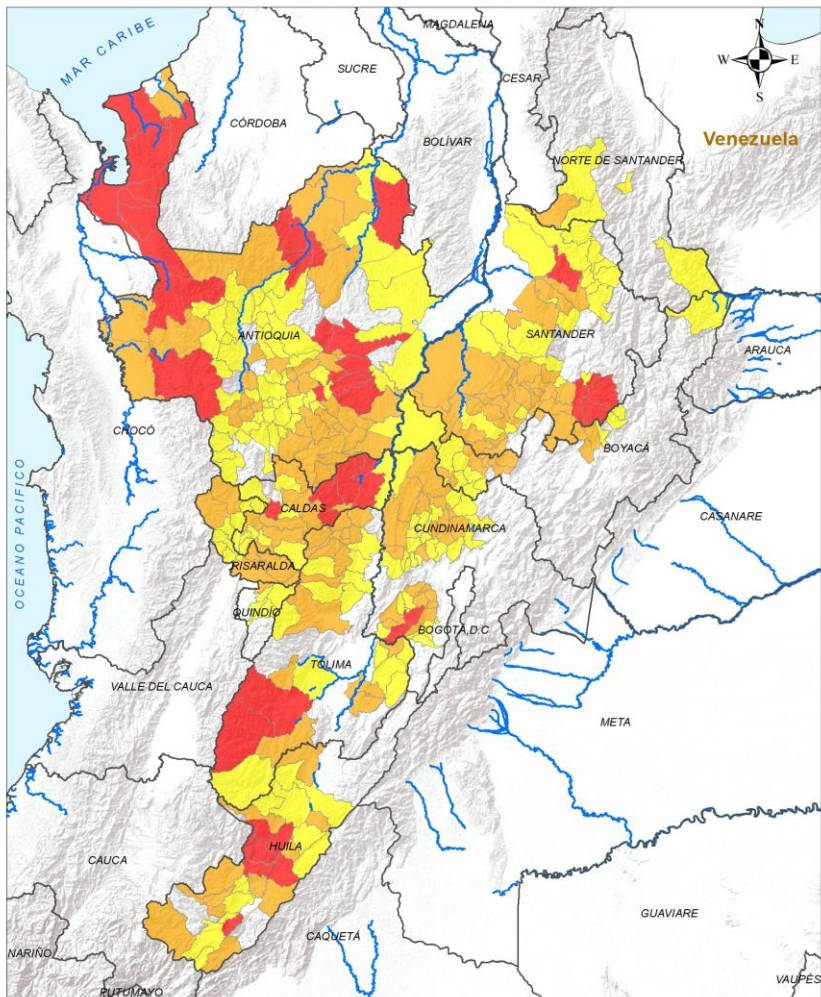 MAGDALENA
N
MAR CARIBE
W
E
SUCRE
CESAR
S
CÓRDOBA
BOLÍVAR
Venezuela
NORTE DE SANTANDER
ANTIOQUIA
SANTANDER
ARAUCA
CHOCÓ
BOYACÁ
OCEANO PACIFICO
CALDAS
CASANARE
CUNDINAMARCA
RISARALDA
QUINDÍO
BOGOTÁ,D.C
TOLIMA
VALLE DEL CAUCA
META
HUILA
CAUCA
GUAVIARE
CAQUETÁ
NARIÑO
VAUPÉS
PUTUMAYO